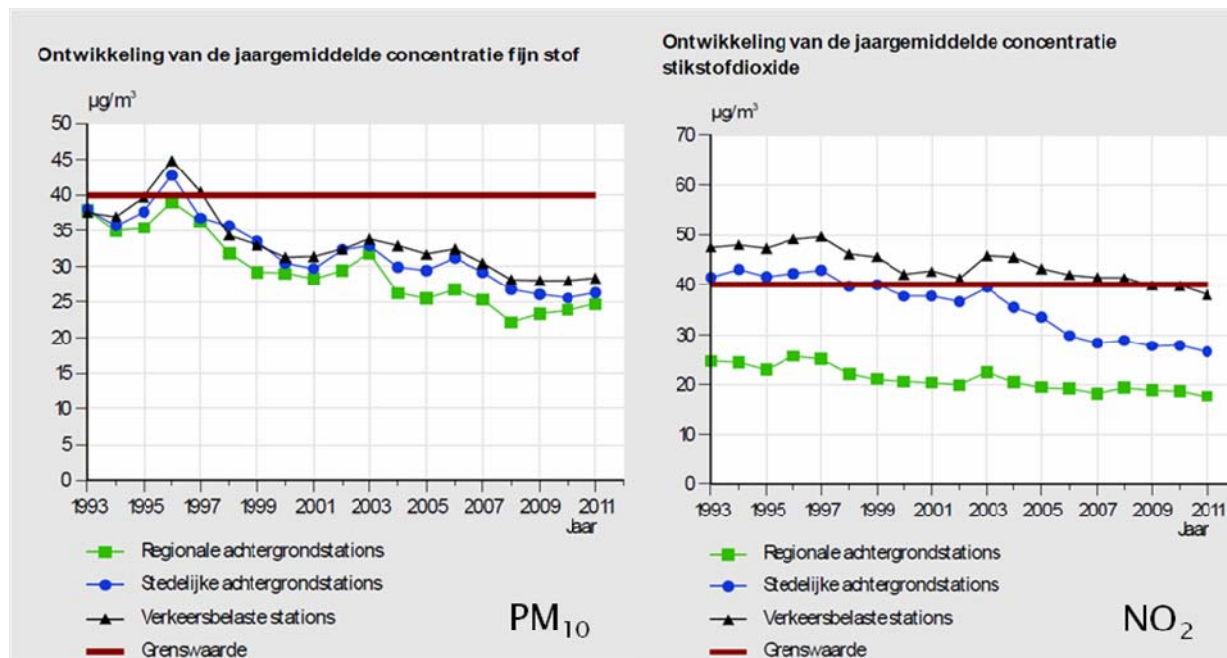 Ontwikkeling van de jaargemiddelde concentratie fijn stof
µg/m³
50
45
40
35
30
25
20
15
10
5
0
1993 1995 1997 1999 2001 2003 2005 2007 2009 2011
Jaar
Regionale achtergrondstations
Stedelijke achtergrondstations
Verkeersbelaste stations
Grenswaarde
PM₁₀
Ontwikkeling van de jaargemiddelde concentratie
stikstofdioxide
µg/m³
70
60
50
40
30
20
10
0
1993 1995 1997 1999 2001 2003 2005 2007 2009 2011
Jaar
Regionale achtergrondstations
Stedelijke achtergrondstations
Verkeersbelaste stations
Grenswaarde
NO₂